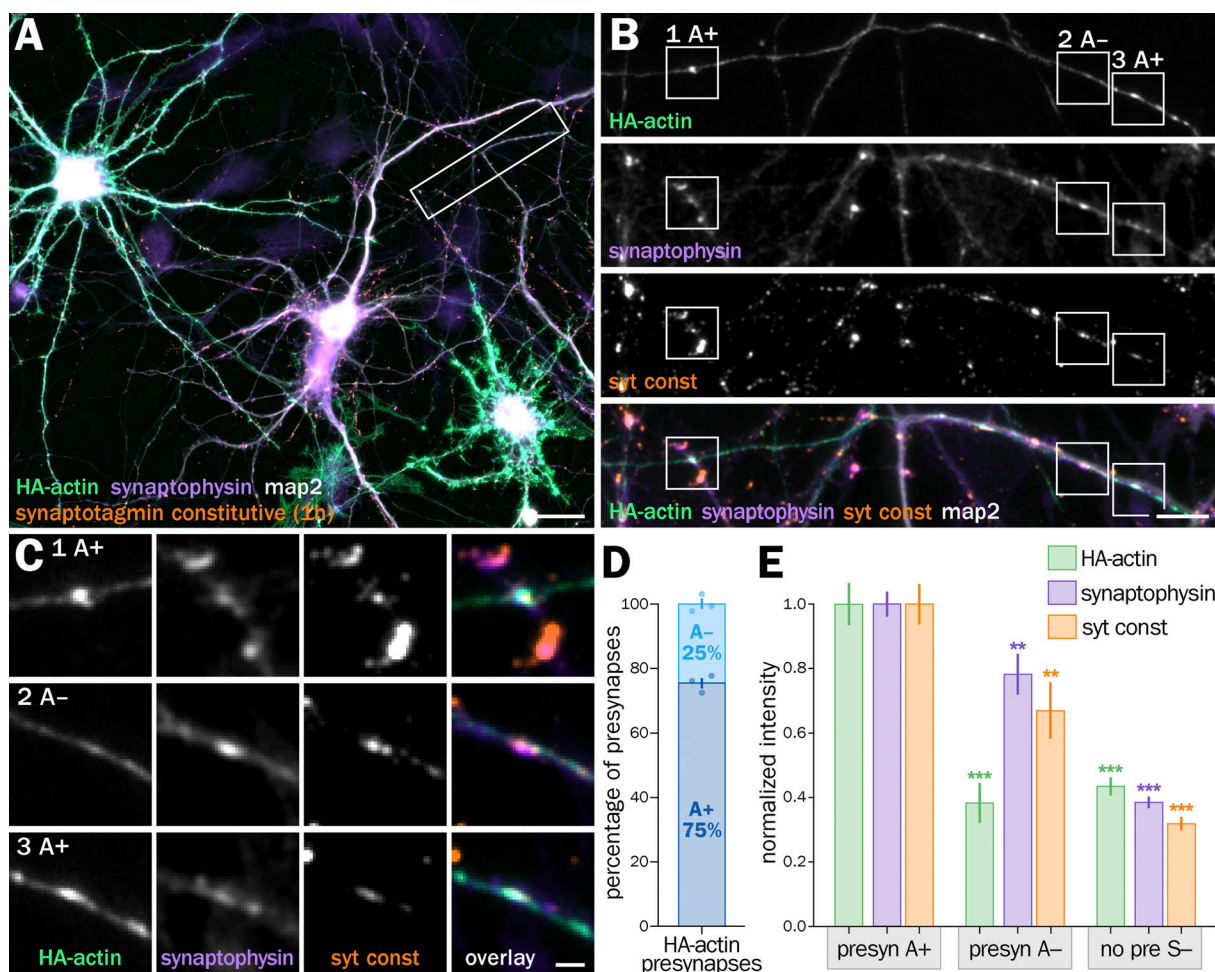 A
HA-actin synaptophysin map2
synaptotagmin constitutive (1h)
B
1 A+
2 A−
3 A+
HA-actin
synaptophysin
syt const
HA-actin synaptophysin syt const map2
C
1 A+
2 A−
3 A+
HA-actin synaptophysin syt const overlay
D
percentage of presynapses
100
80
60
40
20
0
A−
25%
A+
75%
HA-actin
presynapses
E
HA-actin
synaptophysin
syt const
normalized intensity
1.0
0.8
0.6
0.4
0.2
0.0
***
**
**
***
***
***
presyn A+ presyn A− no pre S−